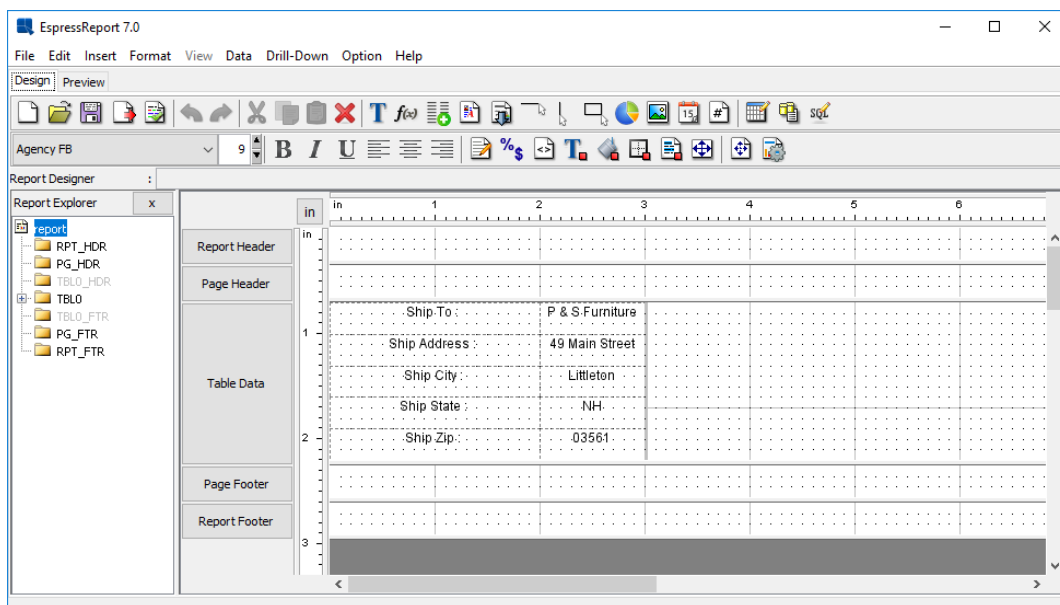 EspressReport 7.0
File Edit Insert Format View Data Drill-Down Option Help
Design Preview
T f(x) 15, #
SQL
Agency FB 9 B I U %$ <> T
Report Designer :
Report Explorer x
report
RPT_HDR
PG_HDR
TBL0_HDR
TBL0
TBL0_FTR
PG_FTR
RPT_FTR
in
in 1 2 3 4 5 6
in
1
2
3
Report Header
Page Header
Table Data
Ship To : P & S Furniture
Ship Address : 49 Main Street
Ship City : Littleton
Ship State : NH
Ship Zip : 03561
Page Footer
Report Footer